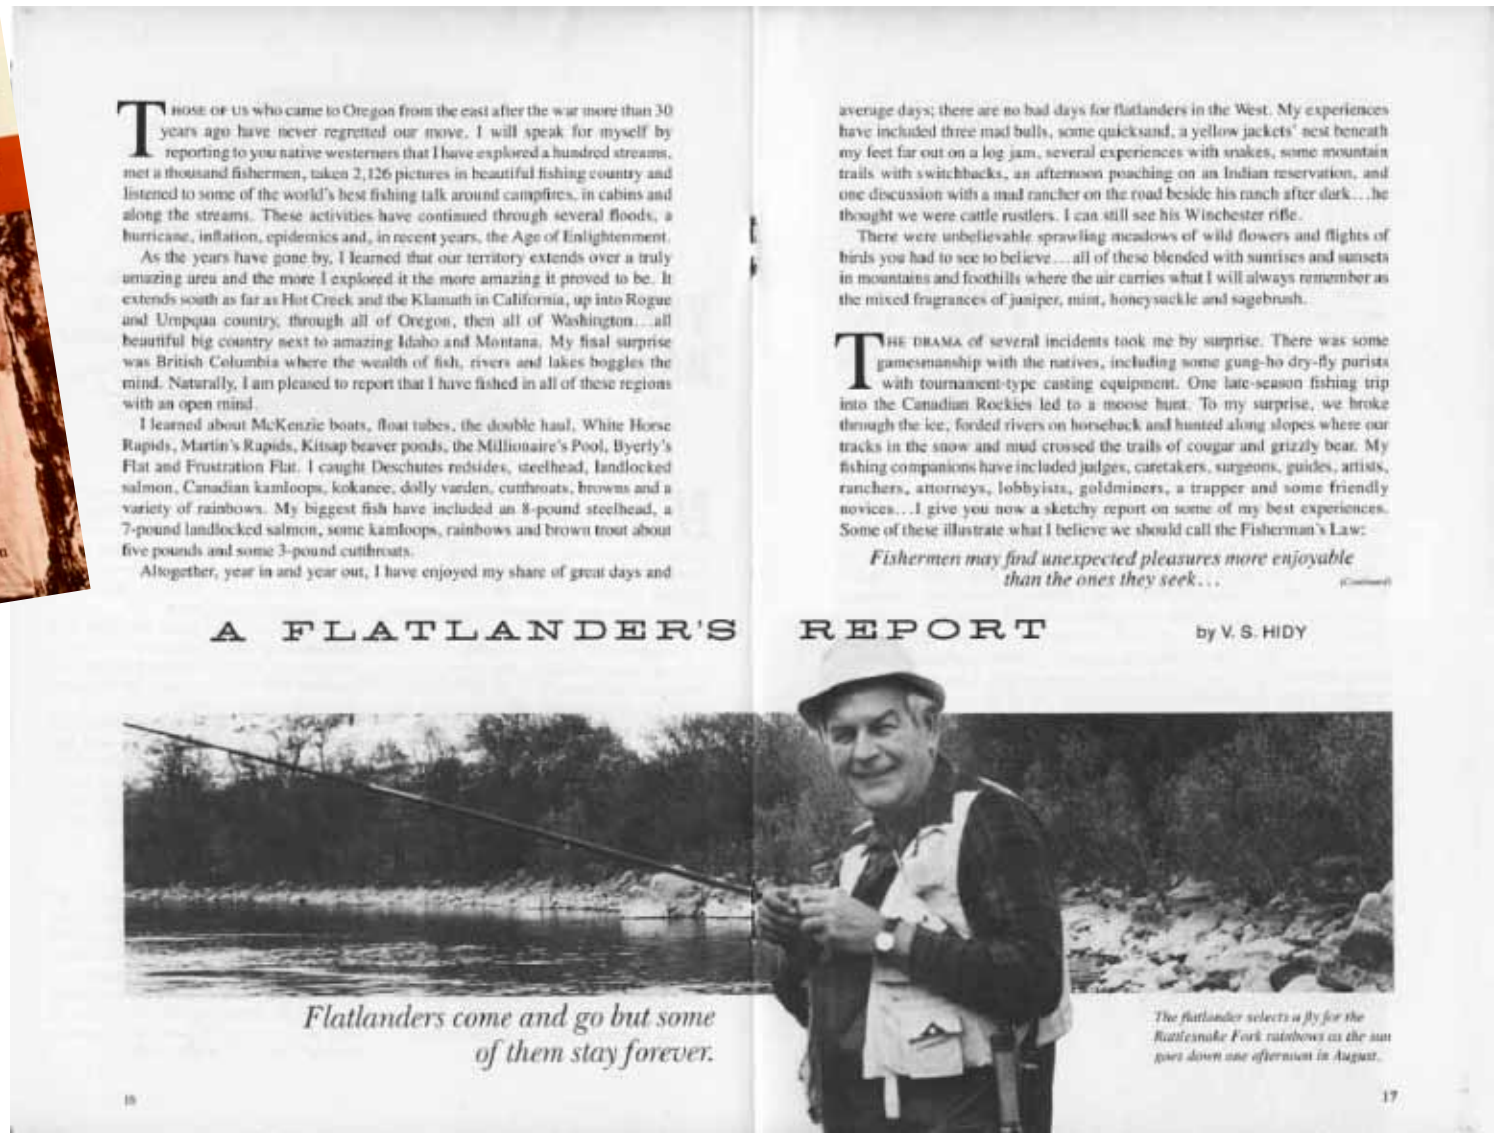 THOSE OF US who came to Oregon from the east after the war more than 30
years ago have never regretted our move. I will speak for myself by
reporting to you native westerners that I have explored a hundred streams,
met a thousand fishermen, taken 2,126 pictures in beautiful fishing country and
listened to some of the world's best fishing talk around campfires, in cabins and
along the streams. These activities have continued through several floods, a
hurricane, inflation, epidemics and, in recent years, the Age of Enlightenment.
As the years have gone by, I learned that our territory extends over a truly
amazing area and the more I explored it the more amazing it proved to be. It
extends south as far as Hot Creek and the Klamath in California, up into Rogue
and Umpqua country, through all of Oregon, then all of Washington...all
beautiful big country next to amazing Idaho and Montana. My final surprise
was British Columbia where the wealth of fish, rivers and lakes boggles the
mind. Naturally, I am pleased to report that I have fished in all of these regions
with an open mind.
I learned about McKenzie boats, float tubes, the double haul, White Horse
Rapids, Martin's Rapids, Kitsap beaver ponds, the Millionaire's Pool, Byerly's
Flat and Frustration Flat. I caught Deschutes redsides, steelhead, landlocked
salmon, Canadian kamloops, kokanee, dolly varden, cutthroats, browns and a
variety of rainbows. My biggest fish have included an 8-pound steelhead, a
7-pound landlocked salmon, some kamloops, rainbows and brown trout about
five pounds and some 3-pound cutthroats.
Altogether, year in and year out, I have enjoyed my share of great days and
average days; there are no bad days for flatlanders in the West. My experiences
have included three mad bulls, some quicksand, a yellow jackets' nest beneath
my feet far out on a log jam, several experiences with snakes, some mountain
trails with switchbacks, an afternoon poaching on an Indian reservation, and
one discussion with a mad rancher on the road beside his ranch after dark...he
thought we were cattle rustlers. I can still see his Winchester rifle.
There were unbelievable sprawling meadows of wild flowers and flights of
birds you had to see to believe...all of these blended with sunrises and sunsets
in mountains and foothills where the air carries what I will always remember as
the mixed fragrances of juniper, mint, honeysuckle and sagebrush.
THE DRAMA of several incidents took me by surprise. There was some
gamesmanship with the natives, including some gung-ho dry-fly purists
with tournament-type casting equipment. One late-season fishing trip
into the Canadian Rockies led to a moose hunt. To my surprise, we broke
through the ice, forded rivers on horseback and hunted along slopes where our
tracks in the snow and mud crossed the trails of cougar and grizzly bear. My
fishing companions have included judges, caretakers, surgeons, guides, artists,
ranchers, attorneys, lobbyists, goldminers, a trapper and some friendly
novices...I give you now a sketchy report on some of my best experiences.
Some of these illustrate what I believe we should call the Fisherman's Law:
Fishermen may find unexpected pleasures more enjoyable
than the ones they seek...
(Continued)
A FLATLANDER'S REPORT
by V. S. HIDY
Flatlanders come and go but some
of them stay forever.
The flatlander selects a fly for the
Rattlesnake Fork rainbows as the sun
goes down one afternoon in August.
16
17